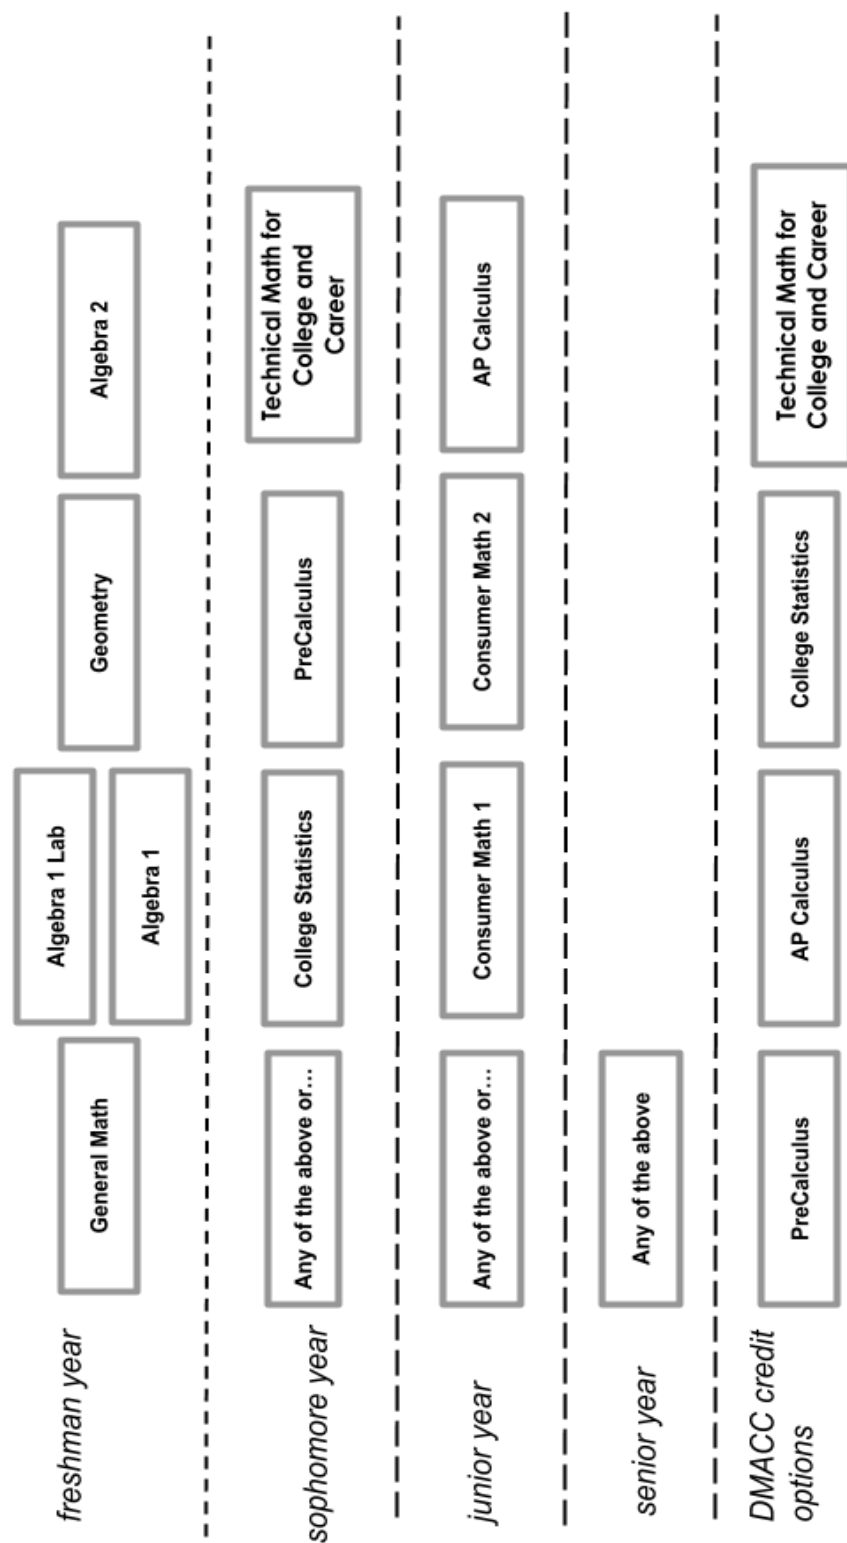 freshman year
General Math
Algebra 1 Lab
Algebra 1
Geometry
Algebra 2
sophomore year
Any of the above or...
College Statistics
PreCalculus
Technical Math for
College and
Career
junior year
Any of the above or...
Consumer Math 1
Consumer Math 2
AP Calculus
senior year
Any of the above
DMACC credit
options
PreCalculus
AP Calculus
College Statistics
Technical Math for
College and Career